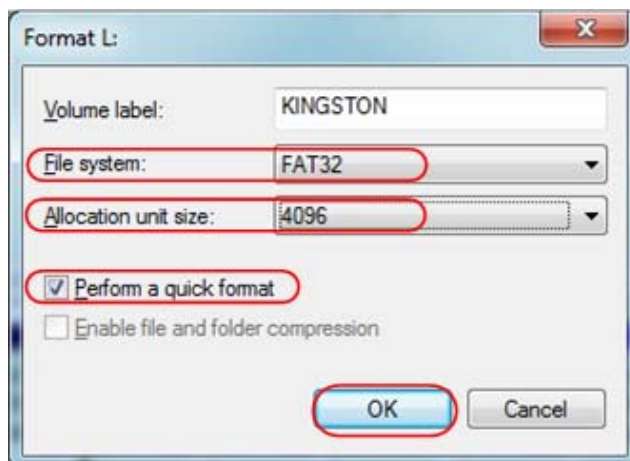 Format L:
Volume label: KINGSTON
File system: FAT32
Allocation unit size: 4096
Perform a quick format
Enable file and folder compression
OK Cancel